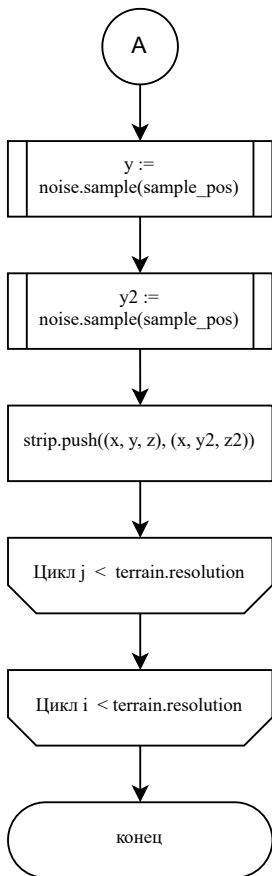 A
y :=
noise.sample(sample_pos)
y2 :=
noise.sample(sample_pos)
strip.push((x, y, z), (x, y2, z2))
Цикл j < terrain.resolution
Цикл i < terrain.resolution
конец